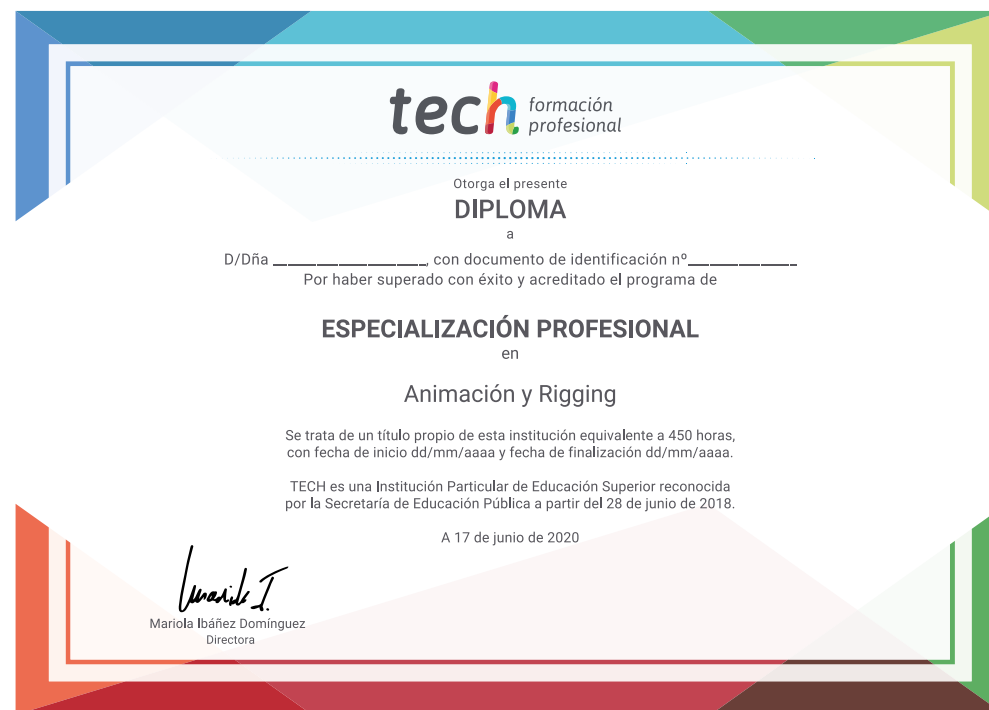 tech formación
profesional
Otorga el presente
DIPLOMA
a
D/Dña ____________________, con documento de identificación nº______________
Por haber superado con éxito y acreditado el programa de
ESPECIALIZACIÓN PROFESIONAL
en
Animación y Rigging
Se trata de un título propio de esta institución equivalente a 450 horas,
con fecha de inicio dd/mm/aaaa y fecha de finalización dd/mm/aaaa.
TECH es una Institución Particular de Educación Superior reconocida
por la Secretaría de Educación Pública a partir del 28 de junio de 2018.
A 17 de junio de 2020
Mariola Ibáñez Domínguez
Directora